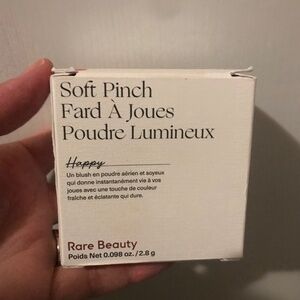 Soft Pinch
Fard À Joues
Poudre Lumineux
Happy
Un blush en poudre aérien et soyeux
qui donne instantanément vie à vos
joues avec une touche de couleur
fraîche et éclatante qui dure.
Rare Beauty
Poids Net 0.098 oz. / 2.8 g